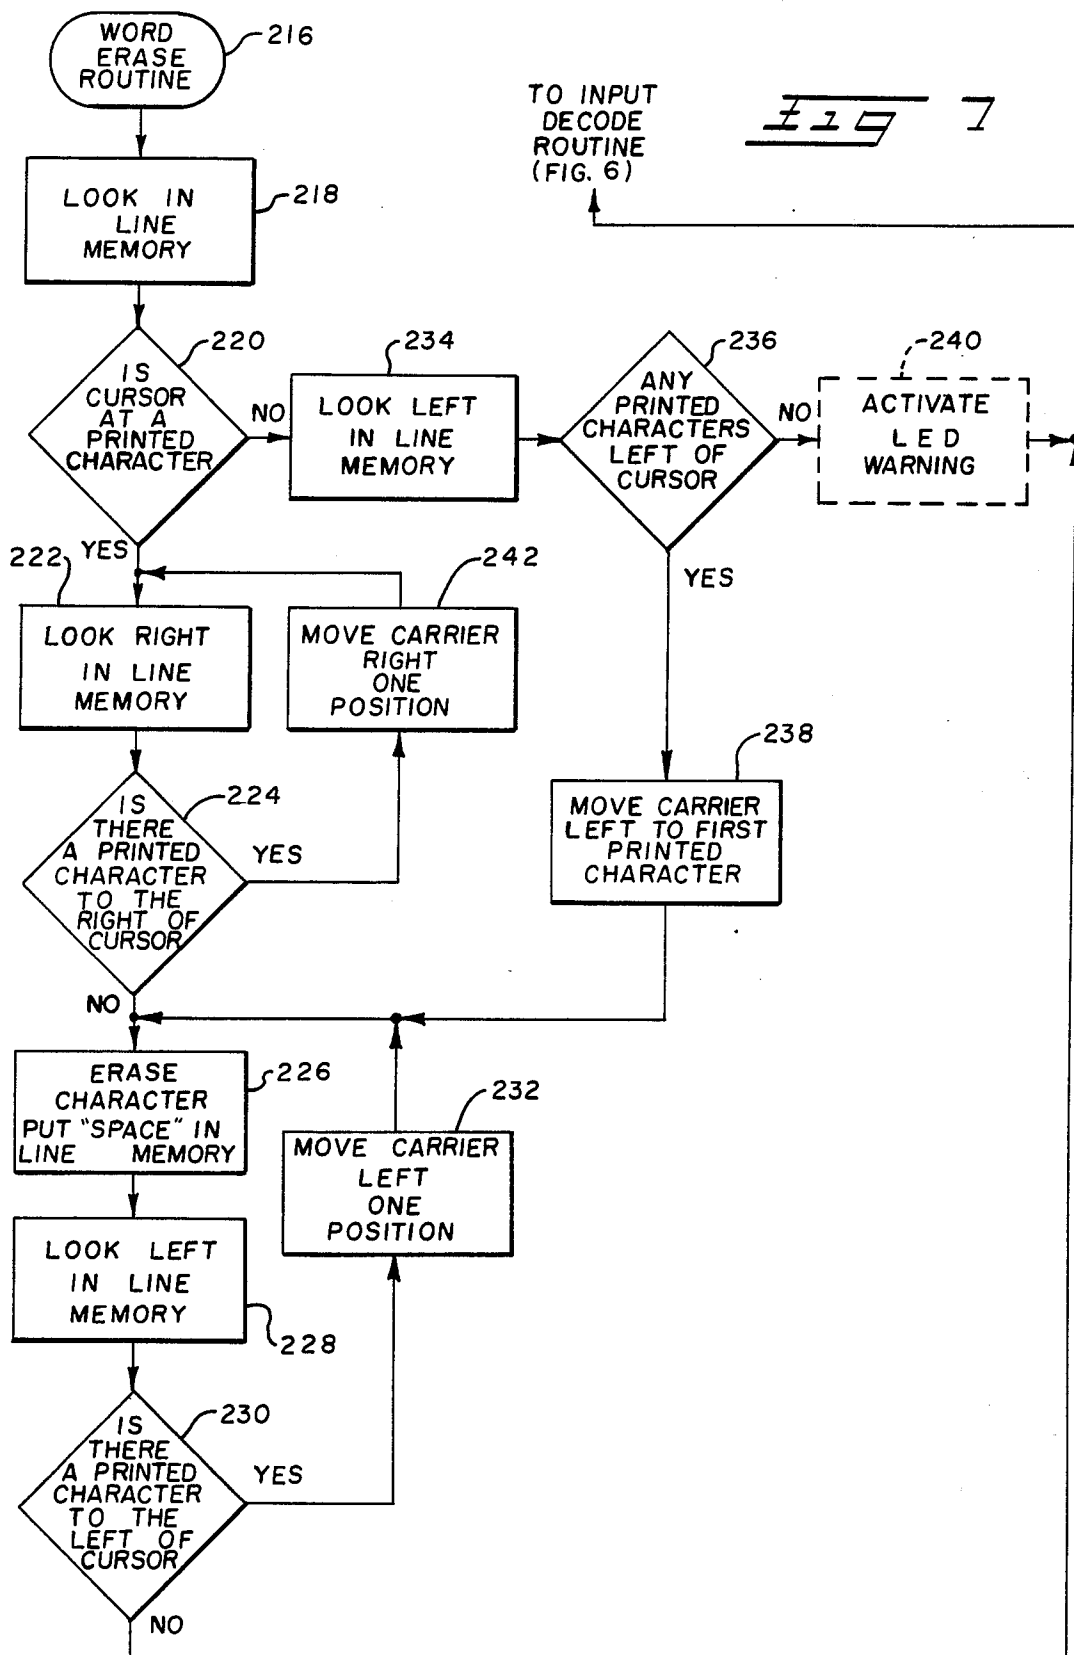 WORD
ERASE
ROUTINE
216
TO INPUT
DECODE
ROUTINE
(FIG. 6)
Fig 7
LOOK IN
LINE
MEMORY
218
IS
CURSOR
AT A
PRINTED
CHARACTER
220
NO
LOOK LEFT
IN LINE
MEMORY
234
ANY
PRINTED
CHARACTERS
LEFT OF
CURSOR
236
NO
ACTIVATE
LED
WARNING
240
YES
YES
222
LOOK RIGHT
IN LINE
MEMORY
242
MOVE CARRIER
RIGHT
ONE
POSITION
IS
THERE
A PRINTED
CHARACTER
TO THE
RIGHT OF
CURSOR
224
YES
238
MOVE CARRIER
LEFT TO FIRST
PRINTED
CHARACTER
NO
ERASE
CHARACTER
PUT "SPACE" IN
LINE MEMORY
226
232
MOVE CARRIER
LEFT
ONE
POSITION
LOOK LEFT
IN LINE
MEMORY
228
IS
THERE
A PRINTED
CHARACTER
TO THE
LEFT OF
CURSOR
230
YES
NO